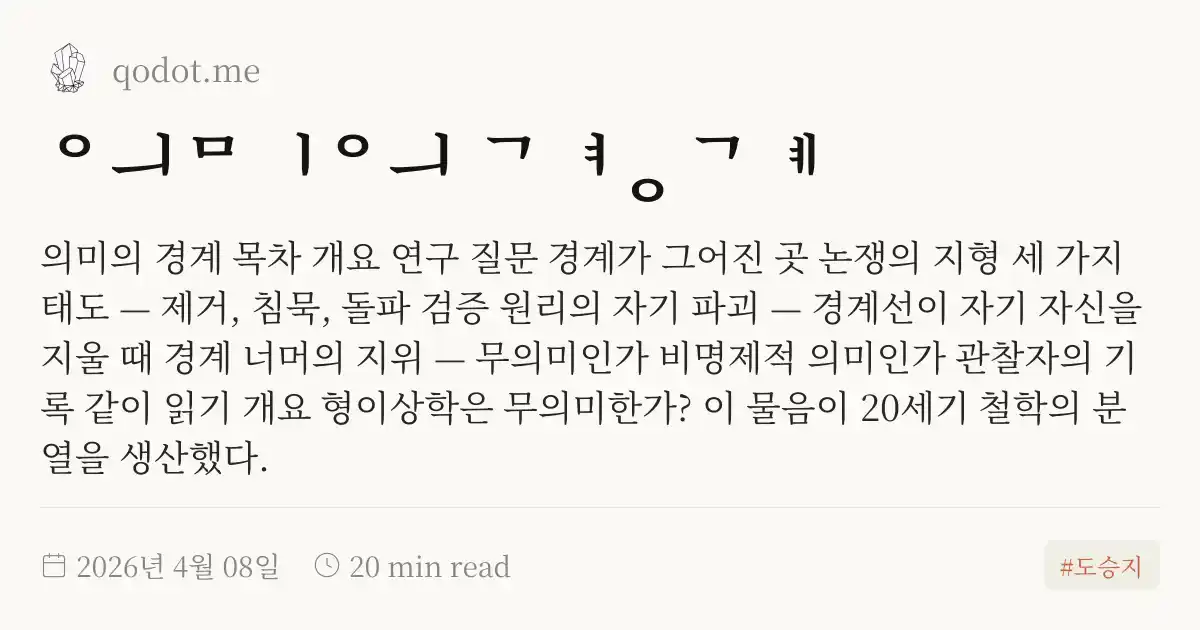 qodot.me
의미의 경계
의미의 경계 목차 개요 연구 질문 경계가 그어진 곳 논쟁의 지형 세 가지
태도 — 제거, 침묵, 돌파 검증 원리의 자기 파괴 — 경계선이 자기 자신을
지울 때 경계 너머의 지위 — 무의미인가 비명제적 의미인가 관찰자의 기
록 같이 읽기 개요 형이상학은 무의미한가? 이 물음이 20세기 철학의 분
열을 생산했다.
2026년 4월 08일 20 min read #도승지